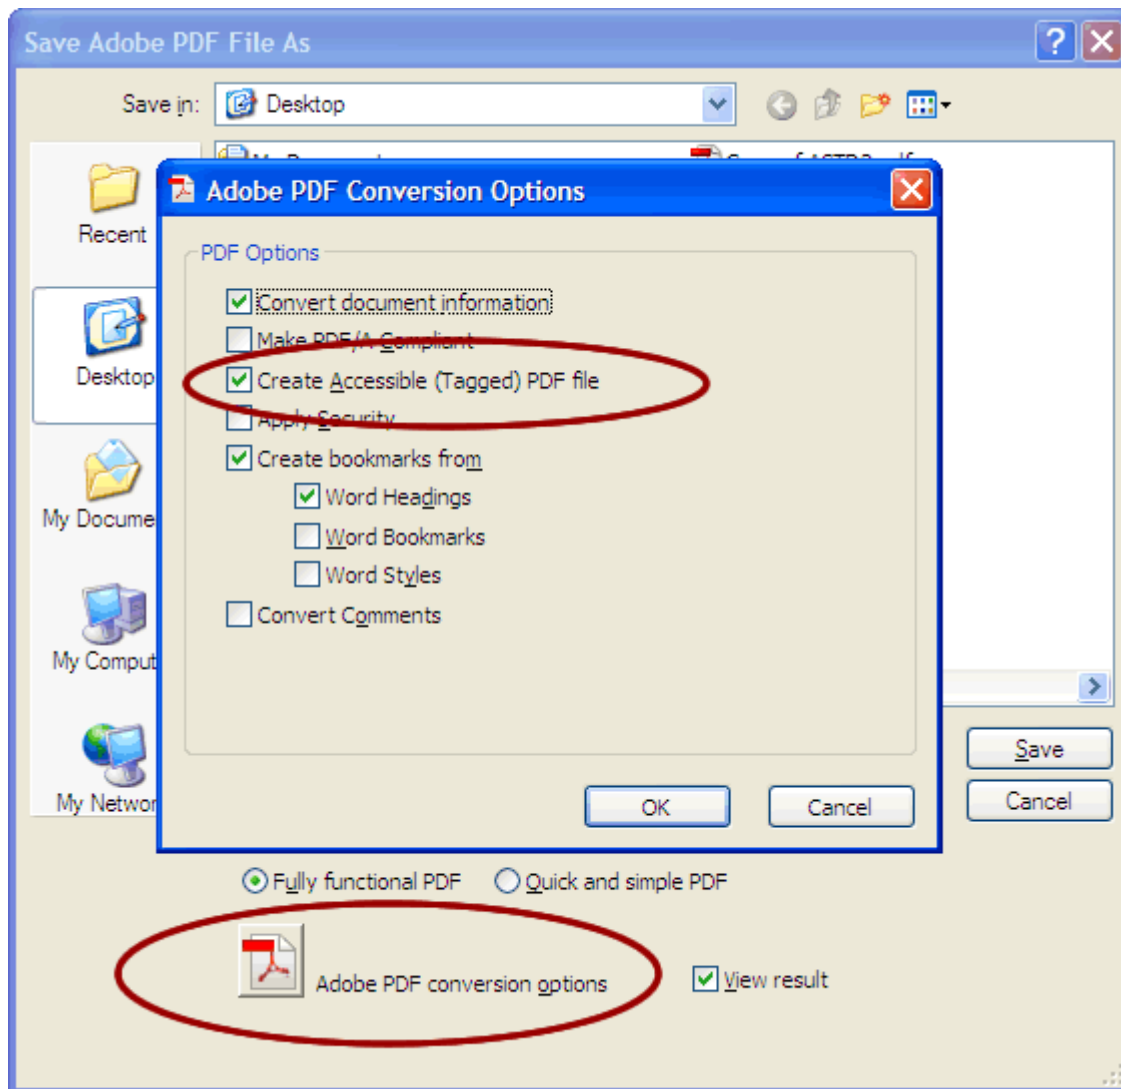 Save Adobe PDF File As
Save in: Desktop
Adobe PDF Conversion Options
Recent
PDF Options
Convert document information
Make PDF/A Compliant
Desktop
Create Accessible (Tagged) PDF file
Apply Security
Create bookmarks from
Word Headings
My Docume
Word Bookmarks
Word Styles
Convert Comments
My Comput
Save
My Networ
OK Cancel
Cancel
Fully functional PDF Quick and simple PDF
Adobe PDF conversion options
View result